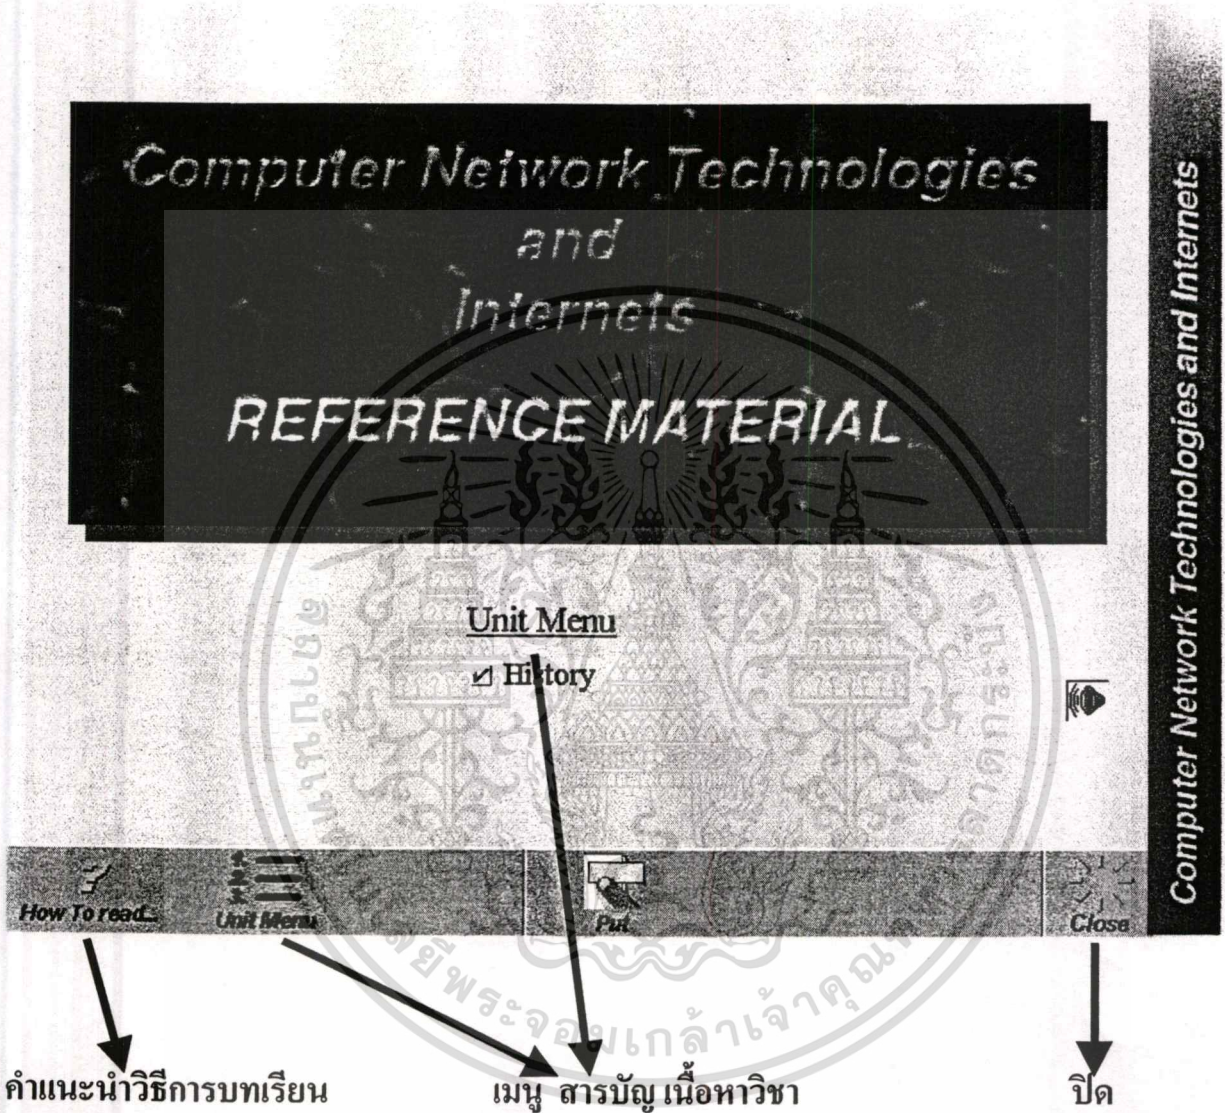 Computer Network Technologies
and
Internets
REFERENCE MATERIAL
Computer Network Technologies and Internets
Unit Menu
History
How To read...
Unit Menu
Put
Close
คำแนะนำวิธีการบทเรียน
เมนู สารบัญ เนื้อหาวิชา
ปิด